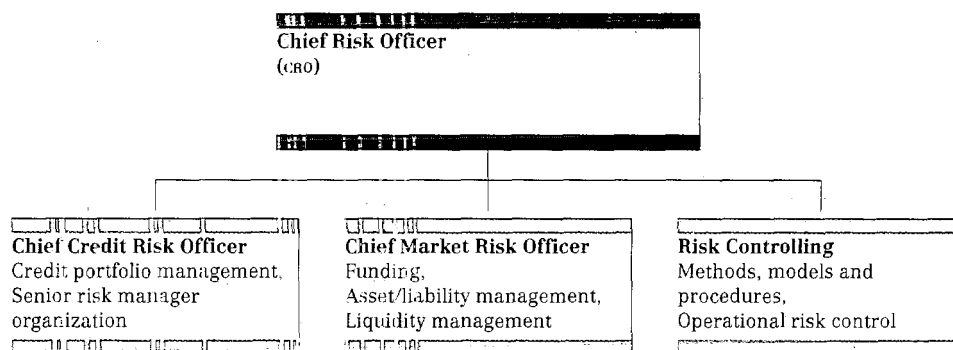 Chief Risk Officer
(CRO)
Chief Credit Risk Officer
Credit portfolio management,
Senior risk manager
organization
Chief Market Risk Officer
Funding,
Asset/liability management,
Liquidity management
Risk Controlling
Methods, models and
procedures,
Operational risk control